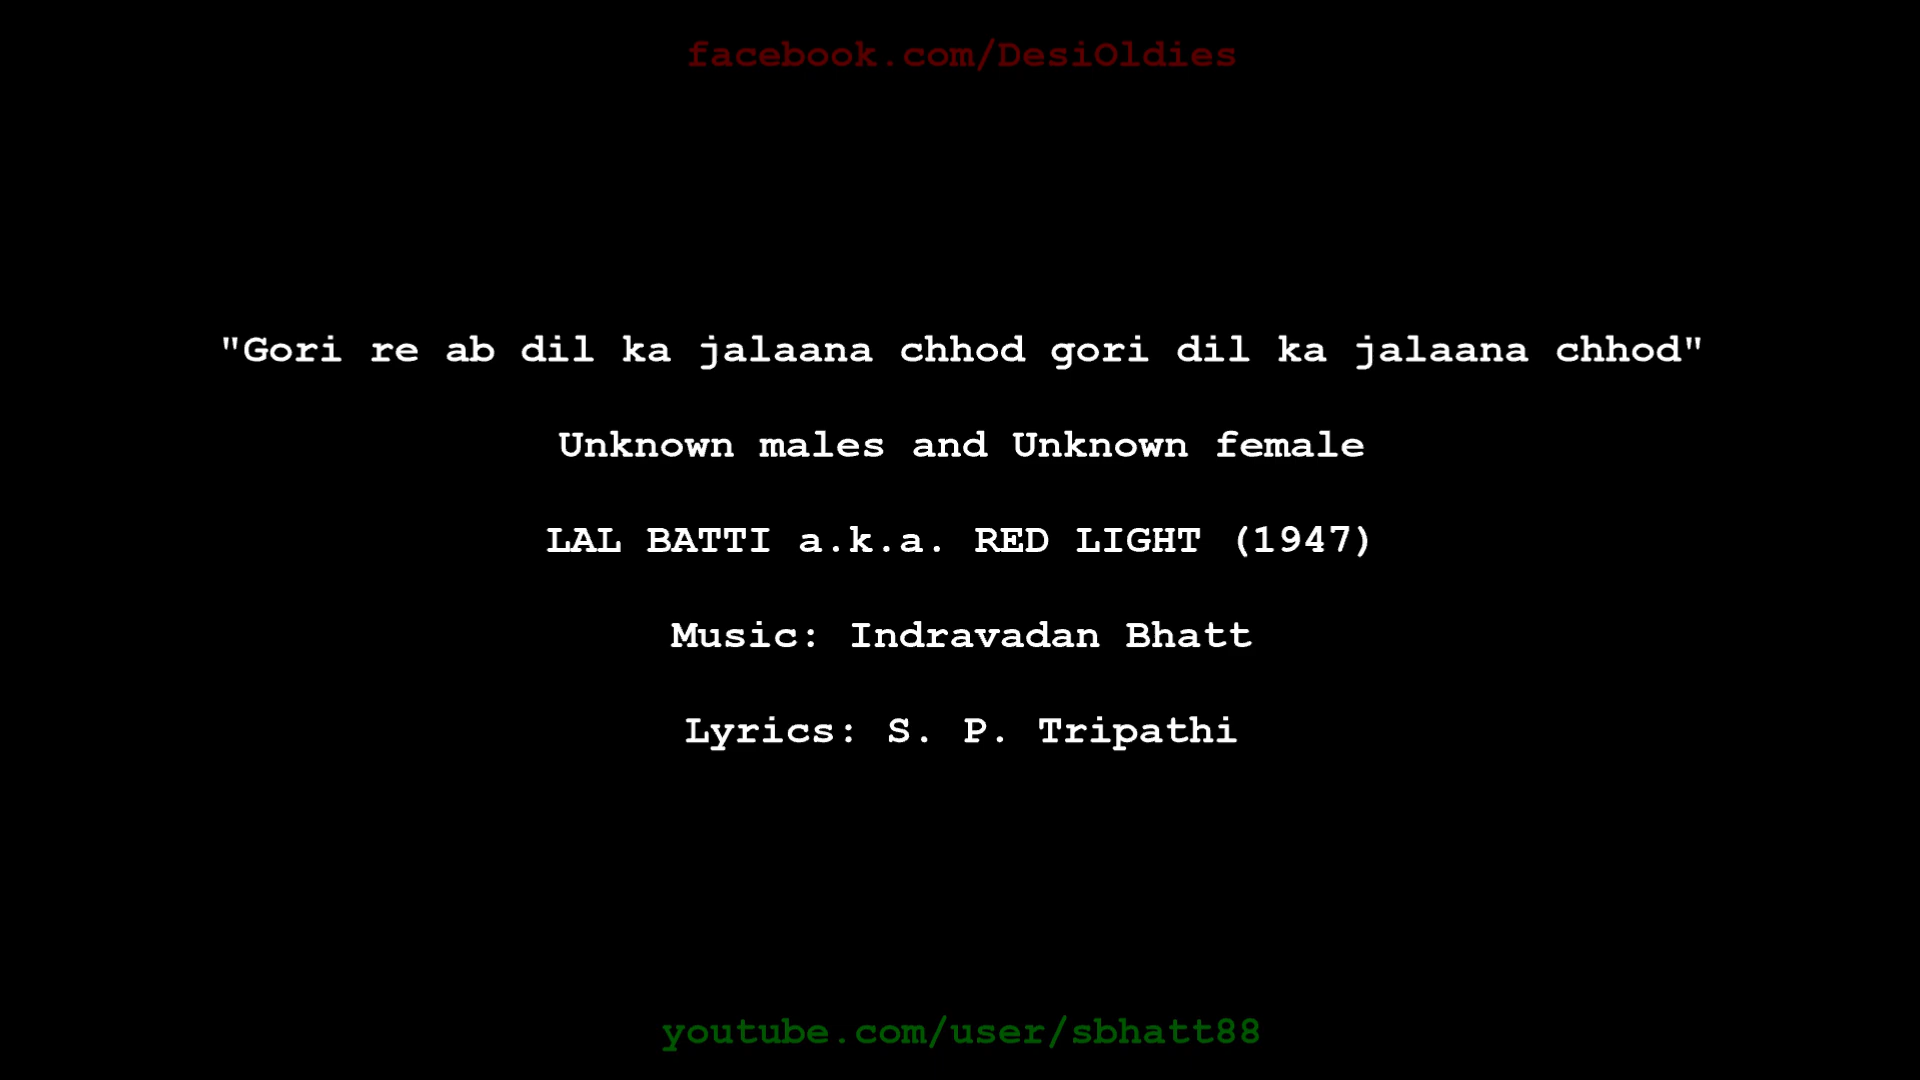 facebook.com/DesiOldies
"Gori re ab dil ka jalaana chhod gori dil ka jalaana chhod"
Unknown males and Unknown female
LAL BATTI a.k.a. RED LIGHT (1947)
Music: Indravadan Bhatt
Lyrics: S. P. Tripathi
youtube.com/user/sbhatt88